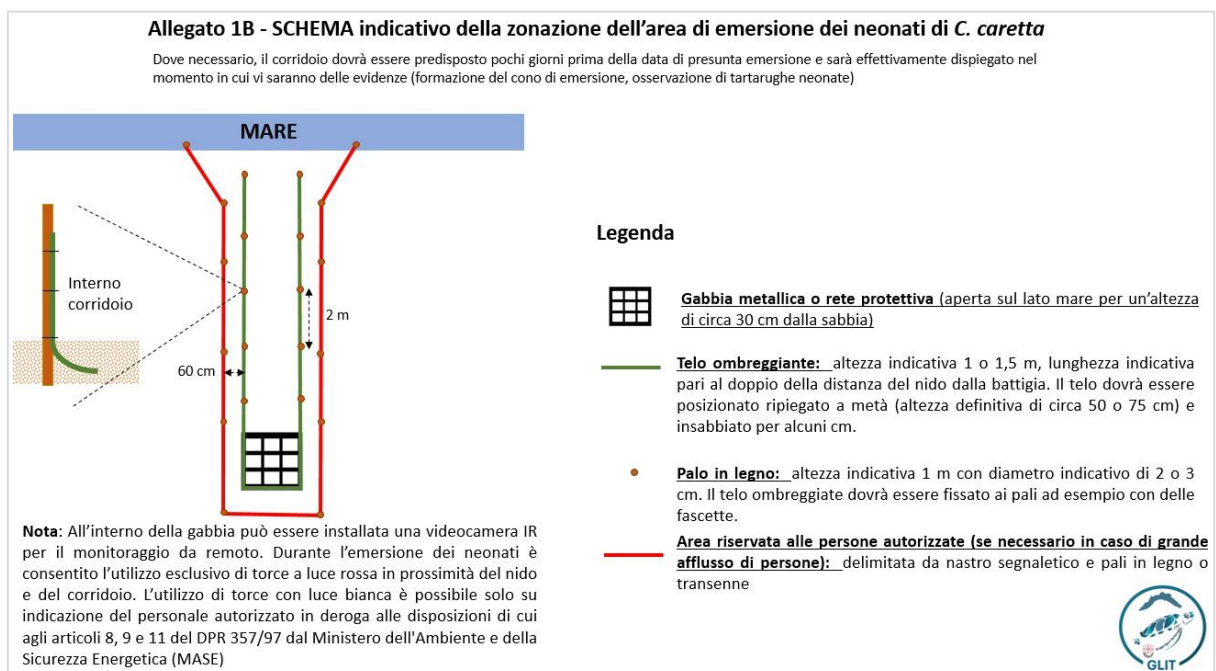 Allegato 1B - SCHEMA indicativo della zonazione dell'area di emersione dei neonati di C. caretta
Dove necessario, il corridoio dovrà essere predisposto pochi giorni prima della data di presunta emersione e sarà effettivamente dispiegato nel
momento in cui vi saranno delle evidenze (formazione del cono di emersione, osservazione di tartarughe neonate)
MARE
Interno
corridoio
2 m
60 cm
Nota: All'interno della gabbia può essere installata una videocamera IR
per il monitoraggio da remoto. Durante l'emersione dei neonati è
consentito l'utilizzo esclusivo di torce a luce rossa in prossimità del nido
e del corridoio. L'utilizzo di torce con luce bianca è possibile solo su
indicazione del personale autorizzato in deroga alle disposizioni di cui
agli articoli 8, 9 e 11 del DPR 357/97 dal Ministero dell'Ambiente e della
Sicurezza Energetica (MASE)
Legenda
Gabbia metallica o rete protettiva (aperta sul lato mare per un'altezza
di circa 30 cm dalla sabbia)
Telo ombreggiante: altezza indicativa 1 o 1,5 m, lunghezza indicativa
pari al doppio della distanza del nido dalla battigia. Il telo dovrà essere
posizionato ripiegato a metà (altezza definitiva di circa 50 o 75 cm) e
insabbiato per alcuni cm.
Palo in legno: altezza indicativa 1 m con diametro indicativo di 2 o 3
cm. Il telo ombreggiate dovrà essere fissato ai pali ad esempio con delle
fascette.
Area riservata alle persone autorizzate (se necessario in caso di grande
afflusso di persone): delimitata da nastro segnaletico e pali in legno o
transenne
GLIT